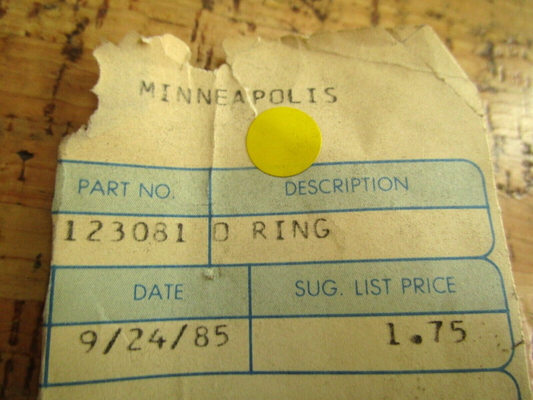 MINNEAPOLIS
PART NO. DESCRIPTION
123081 O RING
DATE SUG. LIST PRICE
9/24/85 1.75